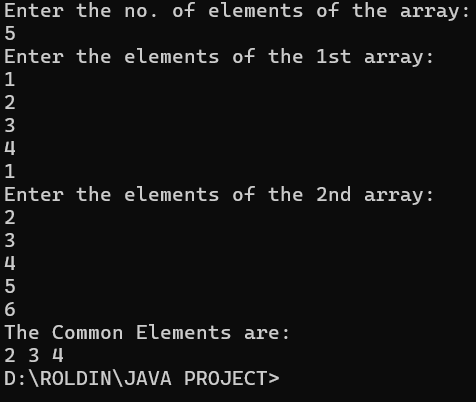 Enter the no. of elements of the array:
5
Enter the elements of the 1st array:
1
2
3
4
1
Enter the elements of the 2nd array:
2
3
4
5
6
The Common Elements are:
2 3 4
D:\ROLDIN\JAVA PROJECT>